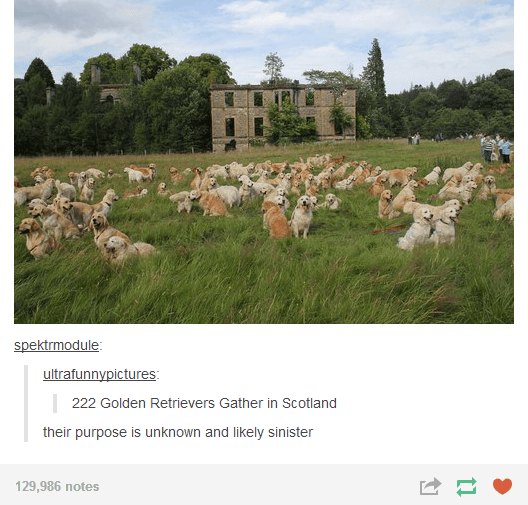 spektrmodule:
ultrafunnypictures:
222 Golden Retrievers Gather in Scotland
their purpose is unknown and likely sinister
129,986 notes